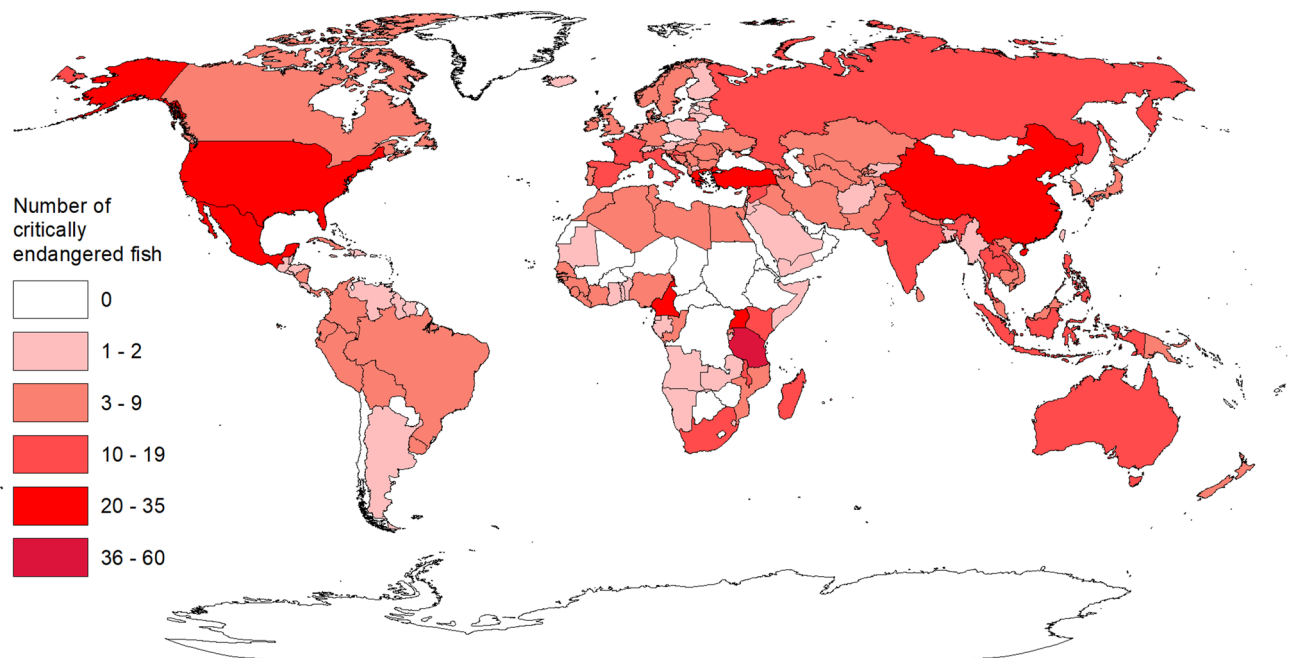 Number of
critically
endangered fish
0
1 - 2
3 - 9
10 - 19
20 - 35
36 - 60